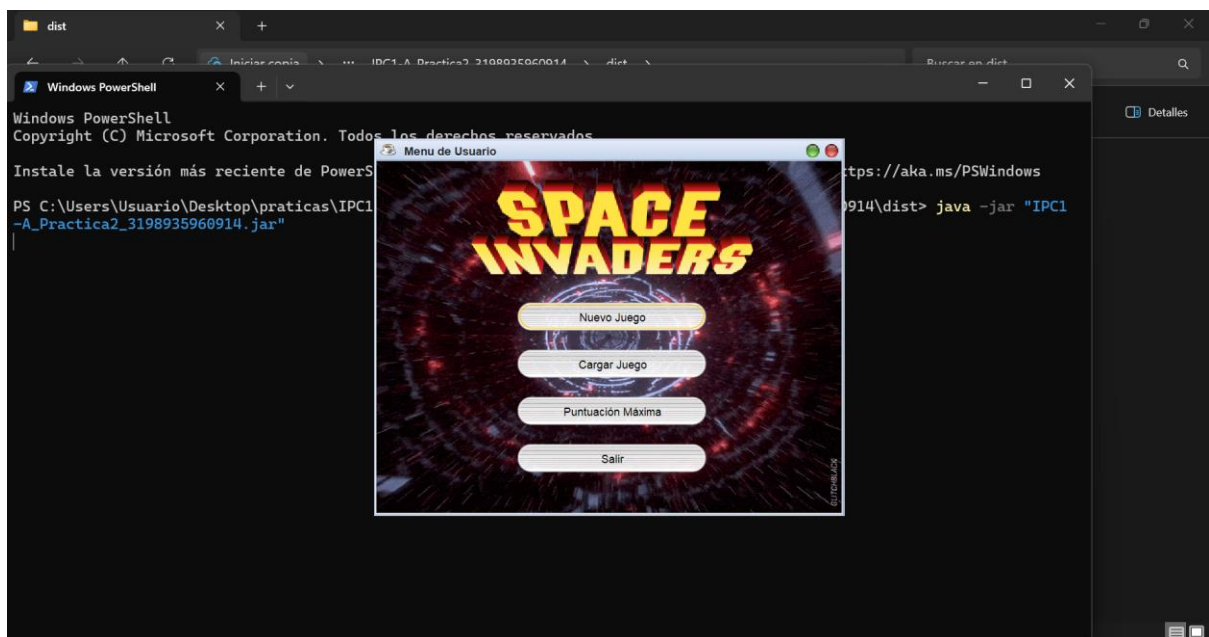 dist
Iniciar copia > ... IPC1-A_Practica2_3198935960914 > dist >
Buscar en dist
Windows PowerShell
Detalles
Windows PowerShell
Copyright (C) Microsoft Corporation. Todos los derechos reservados
Instale la versión más reciente de PowerS
ttps://aka.ms/PSWindows
PS C:\Users\Usuario\Desktop\praticas\IPC1
0914\dist> java -jar "IPC1
-A_Practica2_3198935960914.jar"
Menu de Usuario
SPACE
INVADERS
Nuevo Juego
Cargar Juego
Puntuación Máxima
Salir
GLITCHBLACK